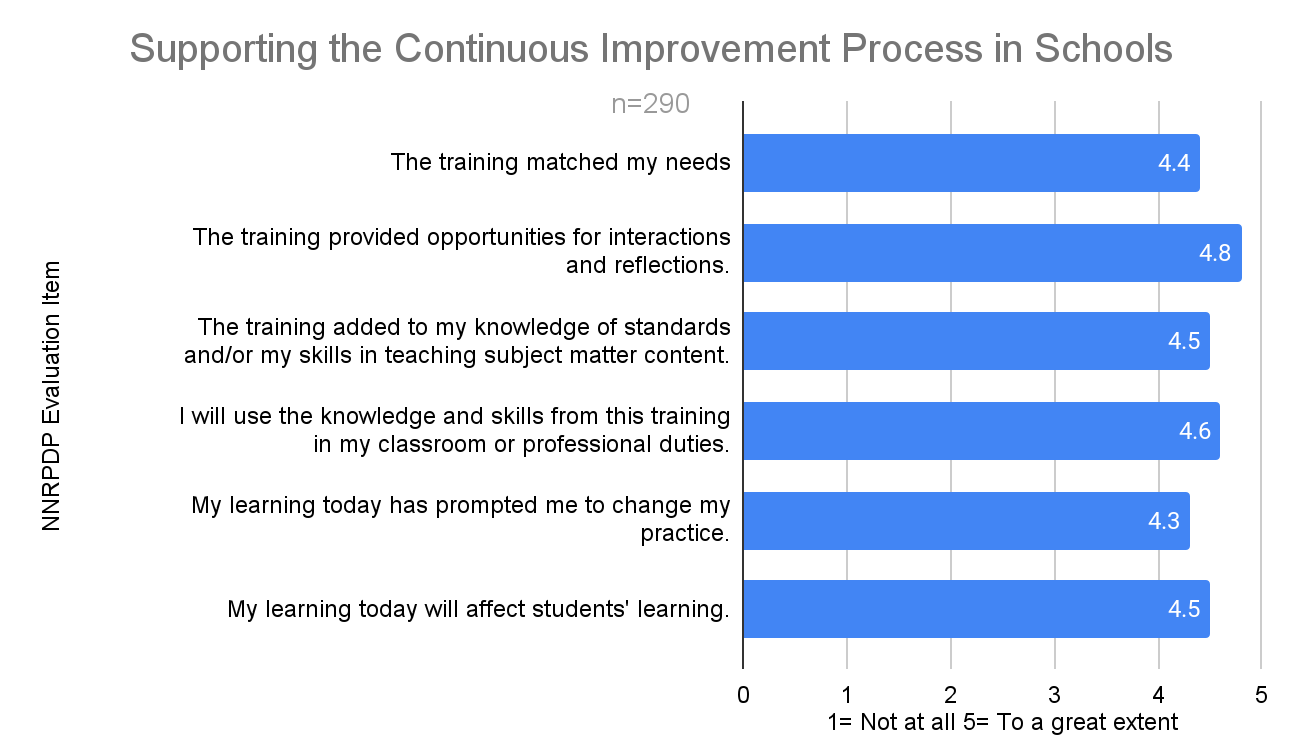 Supporting the Continuous Improvement Process in Schools
n=290
NNRPDP Evaluation Item
The training matched my needs
4.4
The training provided opportunities for interactions
and reflections.
4.8
The training added to my knowledge of standards
and/or my skills in teaching subject matter content.
4.5
I will use the knowledge and skills from this training
in my classroom or professional duties.
4.6
My learning today has prompted me to change my
practice.
4.3
My learning today will affect students' learning.
4.5
0 1 2 3 4 5
1= Not at all 5= To a great extent